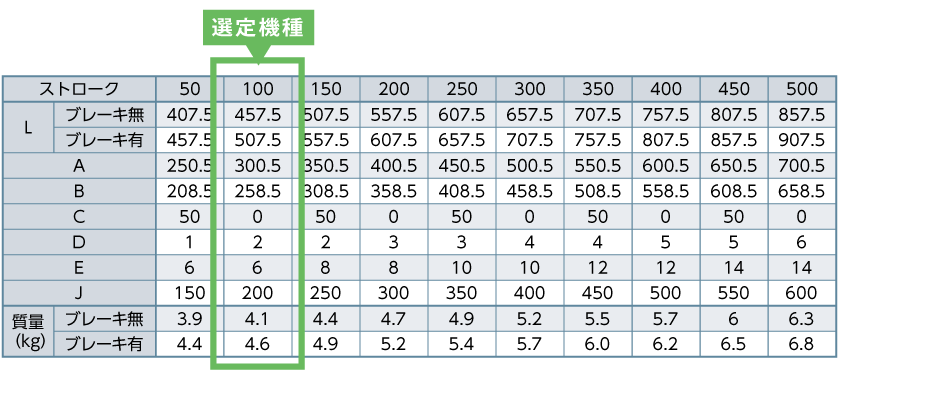 選定機種
ストローク 50 100 150 200 250 300 350 400 450 500
L ブレーキ無 407.5 457.5 507.5 557.5 607.5 657.5 707.5 757.5 807.5 857.5
ブレーキ有 457.5 507.5 557.5 607.5 657.5 707.5 757.5 807.5 857.5 907.5
A 250.5 300.5 350.5 400.5 450.5 500.5 550.5 600.5 650.5 700.5
B 208.5 258.5 308.5 358.5 408.5 458.5 508.5 558.5 608.5 658.5
C 50 0 50 0 50 0 50 0 50 0
D 1 2 2 3 3 4 4 5 5 6
E 6 6 8 8 10 10 12 12 14 14
J 150 200 250 300 350 400 450 500 550 600
質量(kg) ブレーキ無 3.9 4.1 4.4 4.7 4.9 5.2 5.5 5.7 6 6.3
ブレーキ有 4.4 4.6 4.9 5.2 5.4 5.7 6.0 6.2 6.5 6.8